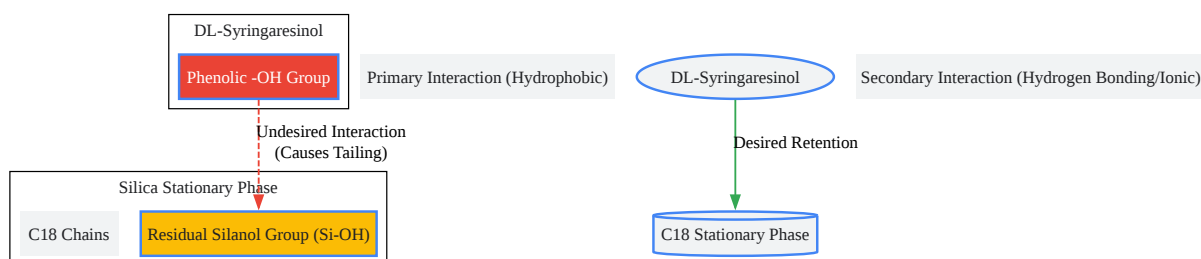 DL-Syringaresinol
Phenolic -OH Group
Primary Interaction (Hydrophobic)
DL-Syringaresinol
Secondary Interaction (Hydrogen Bonding/Ionic)
Undesired Interaction
(Causes Tailing)
Desired Retention
Silica Stationary Phase
C18 Chains
Residual Silanol Group (Si-OH)
C18 Stationary Phase